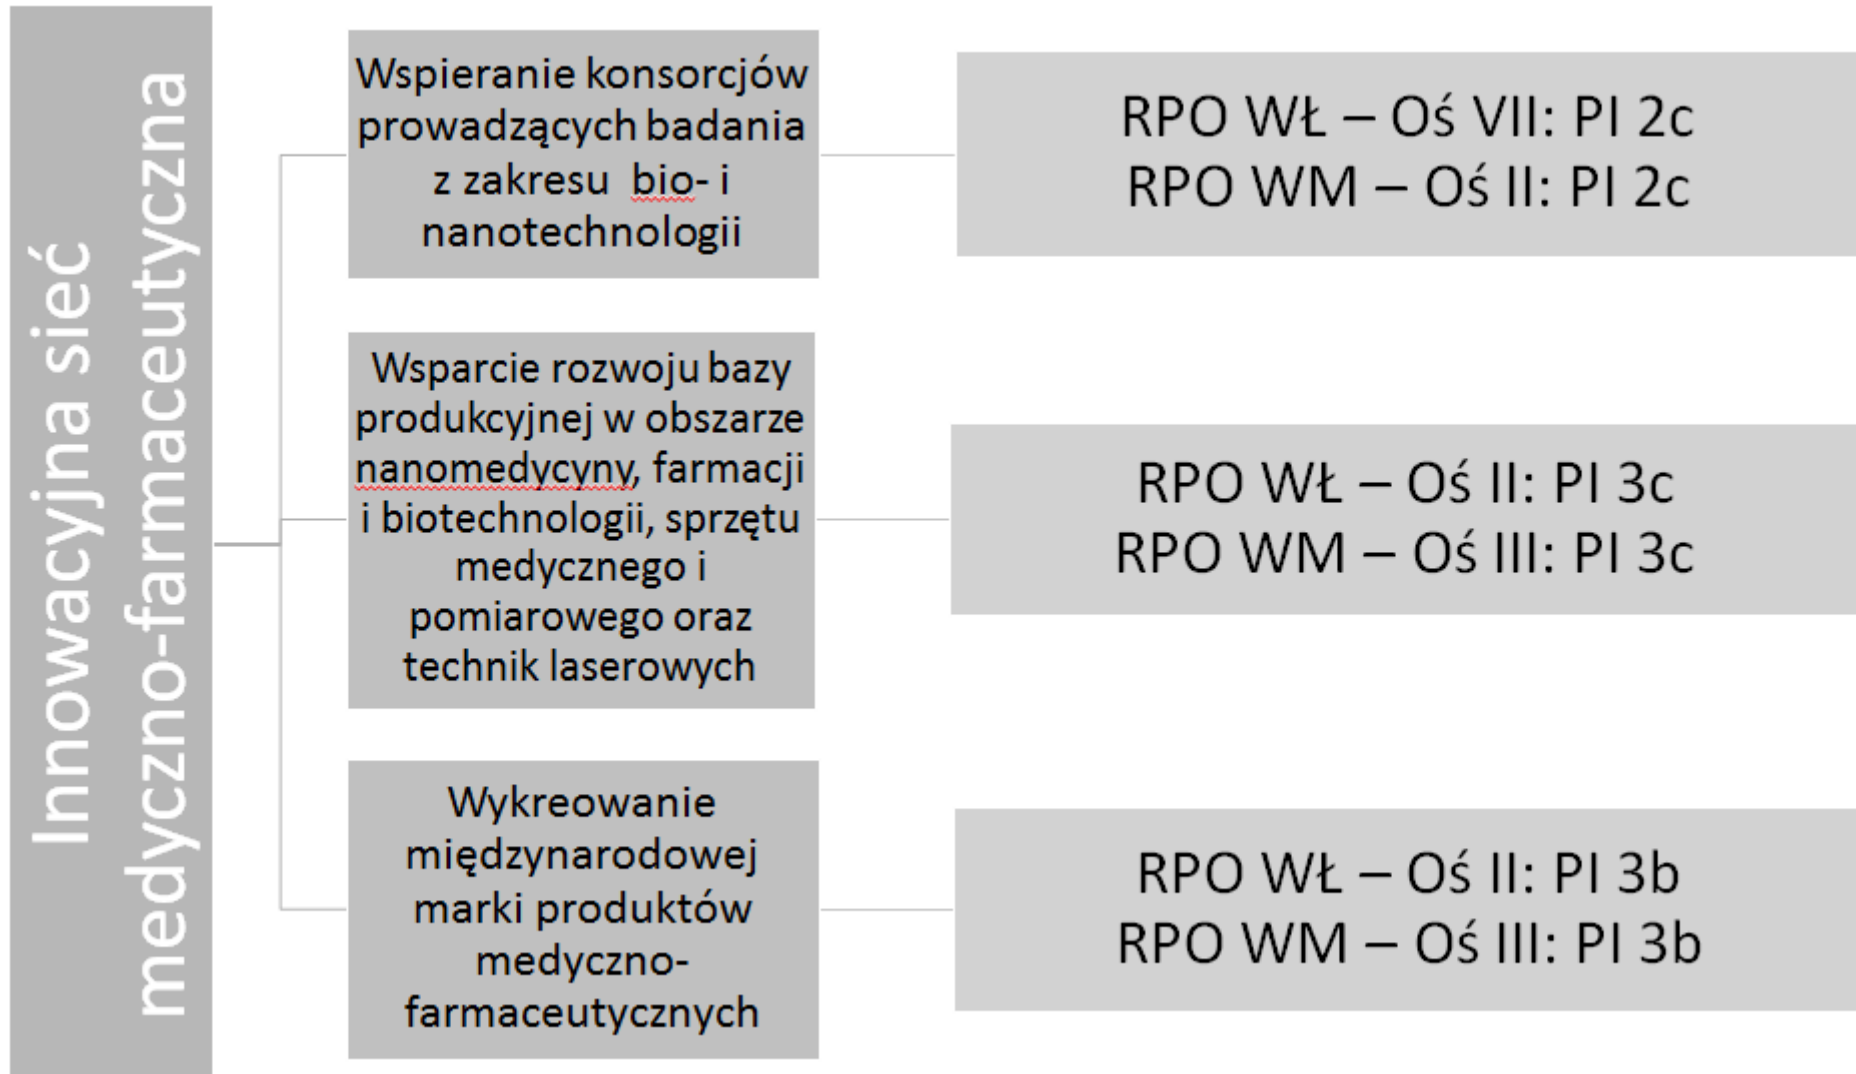 Innowacyjna sieć
medyczno-farmaceutyczna
Wspieranie konsorcjów
prowadzących badania
z zakresu bio- i
nanotechnologii
RPO WŁ – Oś VII: PI 2c
RPO WM – Oś II: PI 2c
Wsparcie rozwoju bazy
produkcyjnej w obszarze
nanomedycyny, farmacji
i biotechnologii, sprzętu
medycznego i
pomiarowego oraz
technik laserowych
RPO WŁ – Oś II: PI 3c
RPO WM – Oś III: PI 3c
Wykreowanie
międzynarodowej
marki produktów
medyczno-
farmaceutycznych
RPO WŁ – Oś II: PI 3b
RPO WM – Oś III: PI 3b